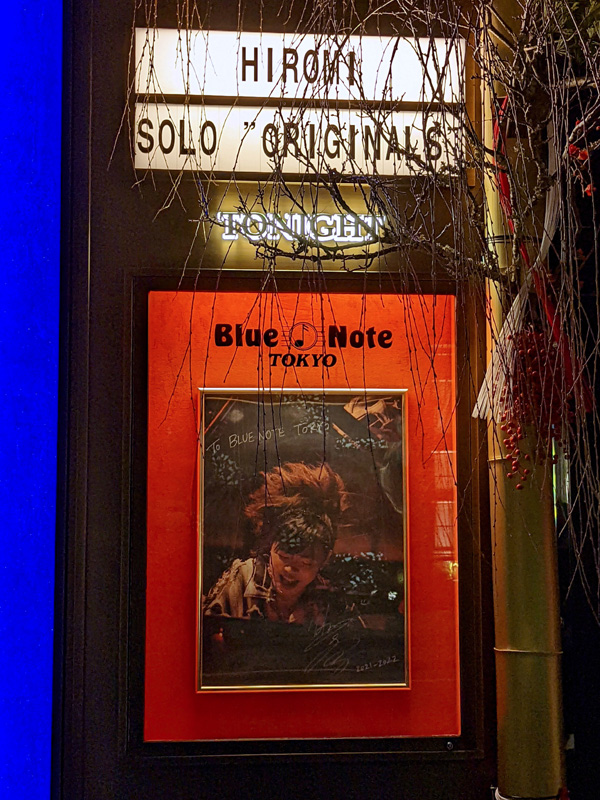 HIROMI
SOLO "ORIGINALS
TONIGHT
Blue Note
TOKYO
TO BLUE NOTE TOKYO
2021-2022